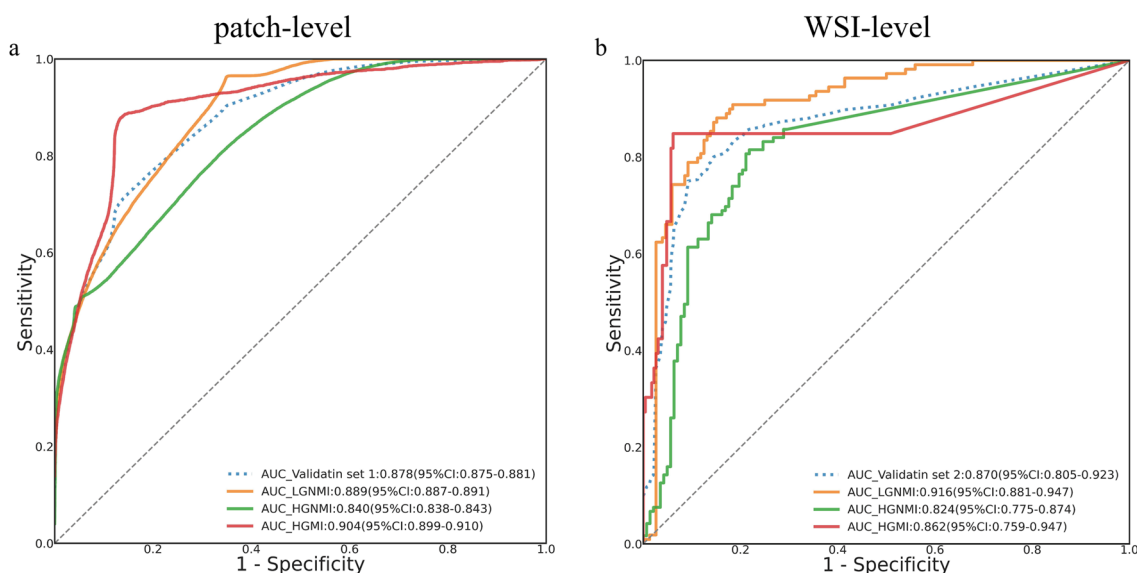 patch-level
WSI-level
a
b
1.0
0.8
0.6
0.4
0.2
0.0
Sensitivity
AUC_Validatin set 1:0.878(95%CI:0.875-0.881)
AUC_LGNMI:0.889(95%CI:0.887-0.891)
AUC_HGNMI:0.840(95%CI:0.838-0.843)
AUC_HGMI:0.904(95%CI:0.899-0.910)
0.2
0.4
0.6
0.8
1.0
1 - Specificity
1.0
0.8
0.6
0.4
0.2
0.0
Sensitivity
AUC_Validatin set 2:0.870(95%CI:0.805-0.923)
AUC_LGNMI:0.916(95%CI:0.881-0.947)
AUC_HGNMI:0.824(95%CI:0.775-0.874)
AUC_HGMI:0.862(95%CI:0.759-0.947)
0.2
0.4
0.6
0.8
1.0
1 - Specificity